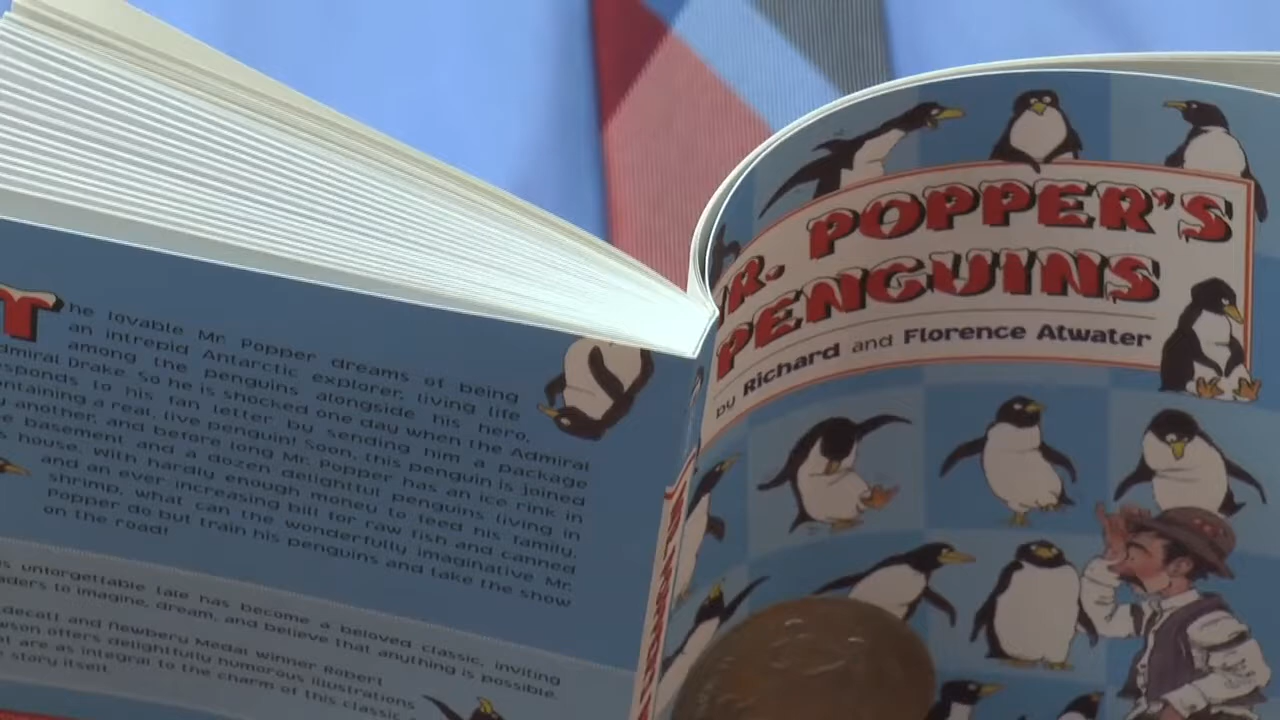 The lovable Mr. Popper dreams of being
an intrepid Antarctic explorer, living life
among the penguins alongside his hero,
Admiral Drake. So he is shocked one day when the Admiral
responds to his fan letter by sending him a package
containing a real, live penguin! Soon, this penguin is joined
by another, and before long Mr. Popper has an ice rink in
basement and a dozen delightful penguins living in
house. With hardly enough money to feed his family,
and an ever increasing bill for raw fish and canned
shrimp, what can the wonderfully imaginative Mr.
Popper do but train his penguins and take the show
on the road!
unforgettable tale has become a beloved classic, inviting
to imagine, dream, and believe that anything is possible.
and Newbery Medal winner Robert
offers delightfully humorous illustrations
are as integral to the charm of this classic
story itself.
MR. POPPER'S
PENGUINS
by Richard and Florence Atwater